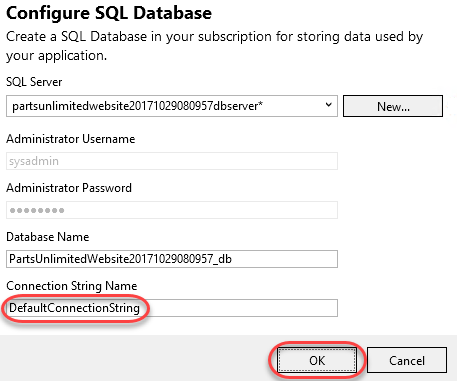 Configure SQL Database
Create a SQL Database in your subscription for storing data used by
your application.
SQL Server
partsunlimitedwebsite20171029080957dbserver*
New...
Administrator Username
sysadmin
Administrator Password
●●●●●●●●
Database Name
PartsUnlimitedWebsite20171029080957_db
Connection String Name
DefaultConnectionString
OK
Cancel